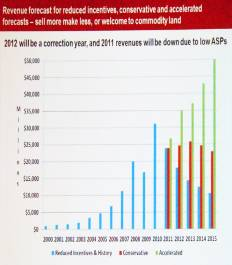 Revenue forecast for reduced incentives, conservative and accelerated
forecasts – sell more make less, or welcome to commodity land
2012 will be a correction year, and 2011 revenues will be down due to low ASPs
Millions
$50,000
$45,000
$40,000
$35,000
$30,000
$25,000
$20,000
$15,000
$10,000
$5,000
$0
2000 2001 2002 2003 2004 2005 2006 2007 2008 2009 2010 2011 2012 2013 2014 2015
Reduced Incentives & History Conservative Accelerated